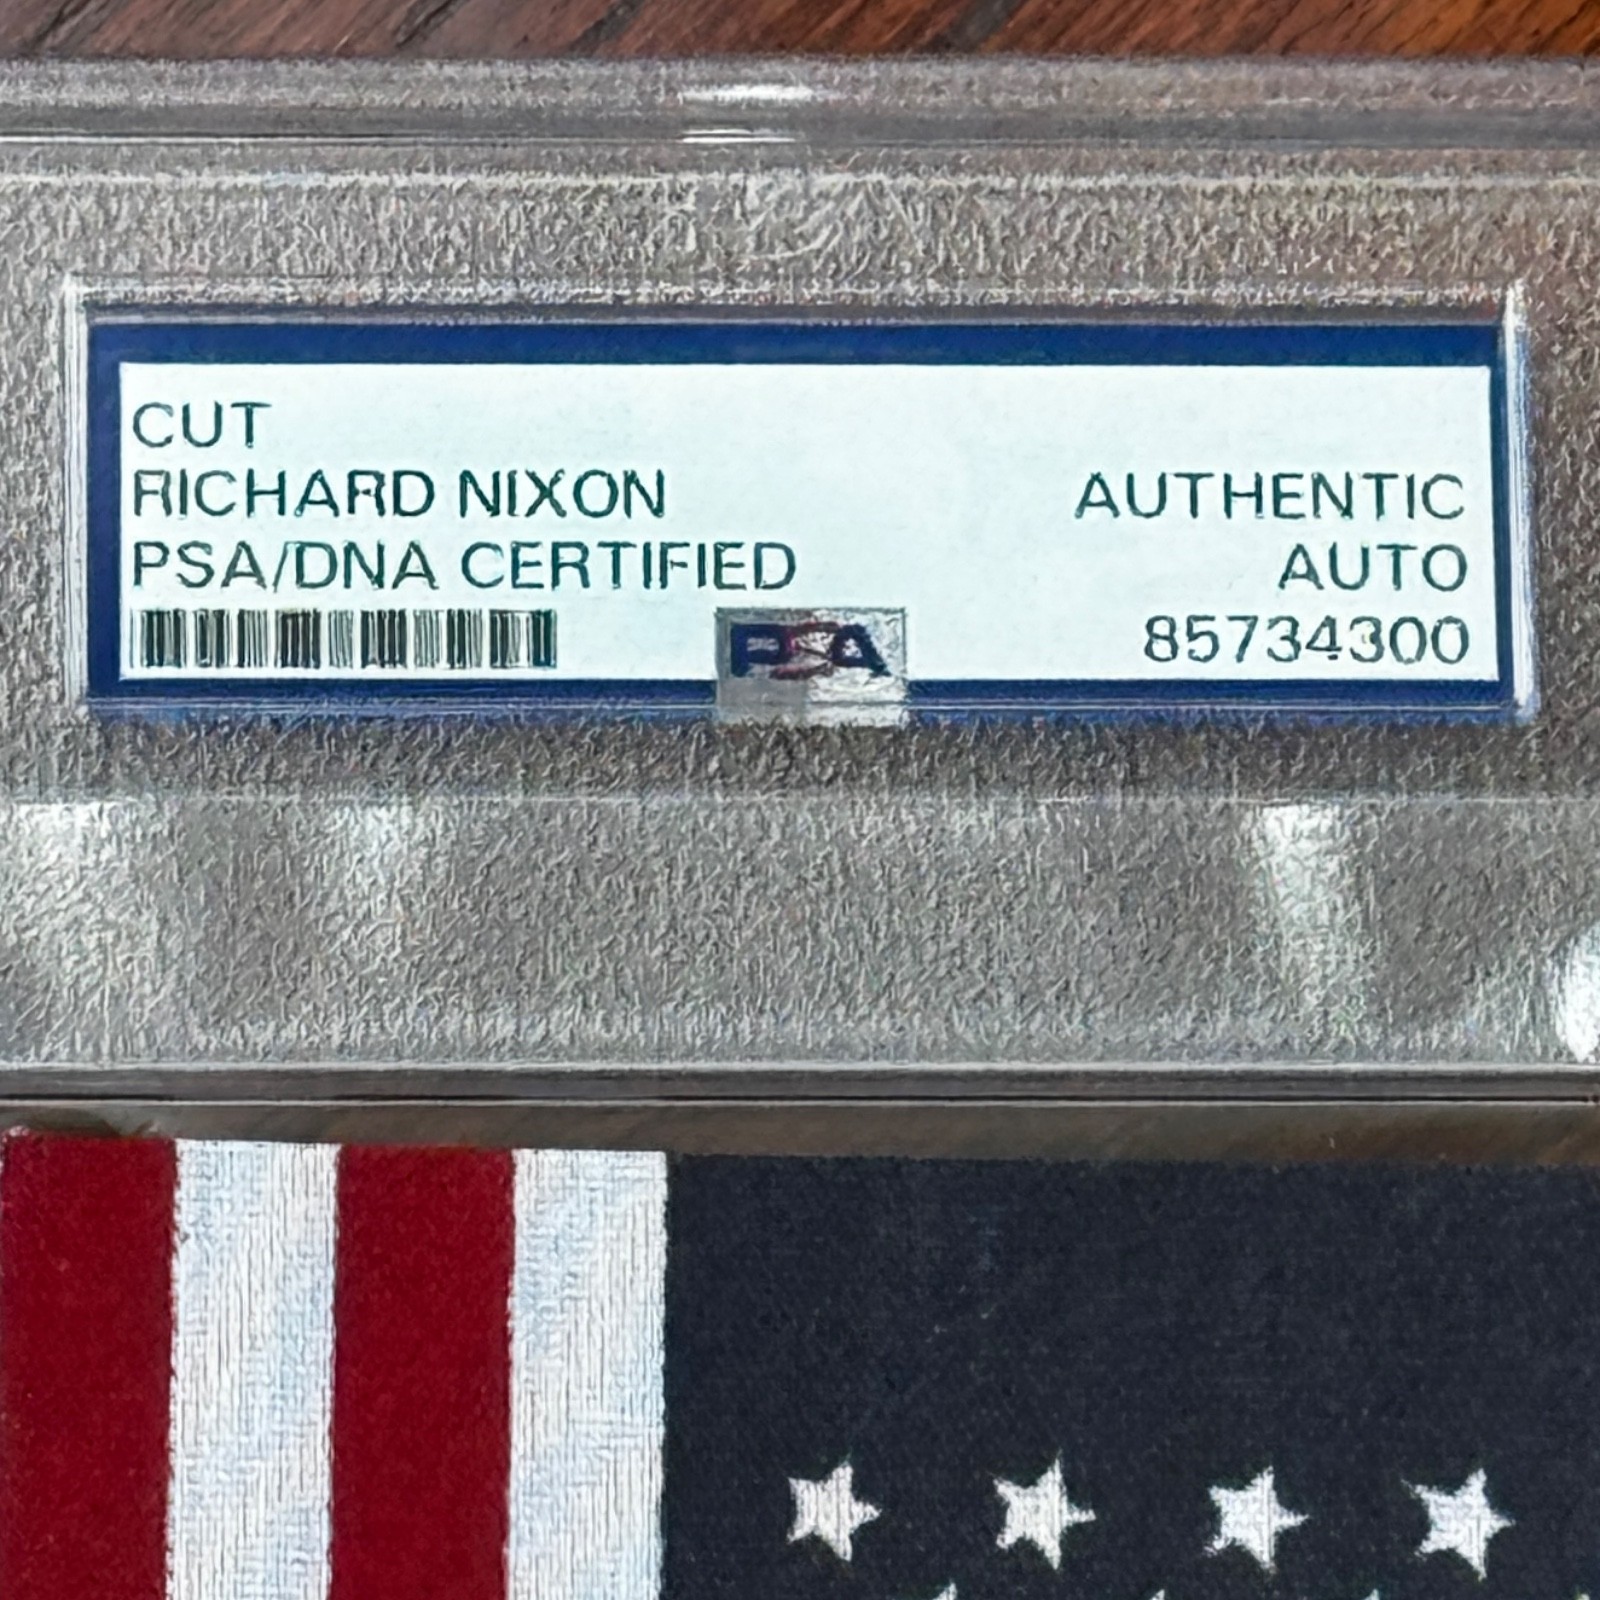 CUT
RICHARD NIXON
PSA/DNA CERTIFIED
AUTHENTIC
AUTO
85734300
PSA